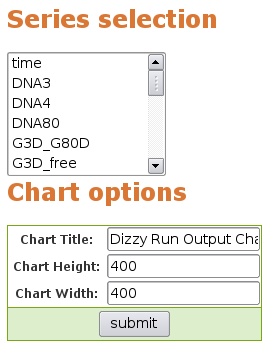 Series selection
time
DNA3
DNA4
DNA80
G3D_G80D
G3D_free
Chart options
Chart Title: Dizzy Run Output Cha
Chart Height: 400
Chart Width: 400
submit